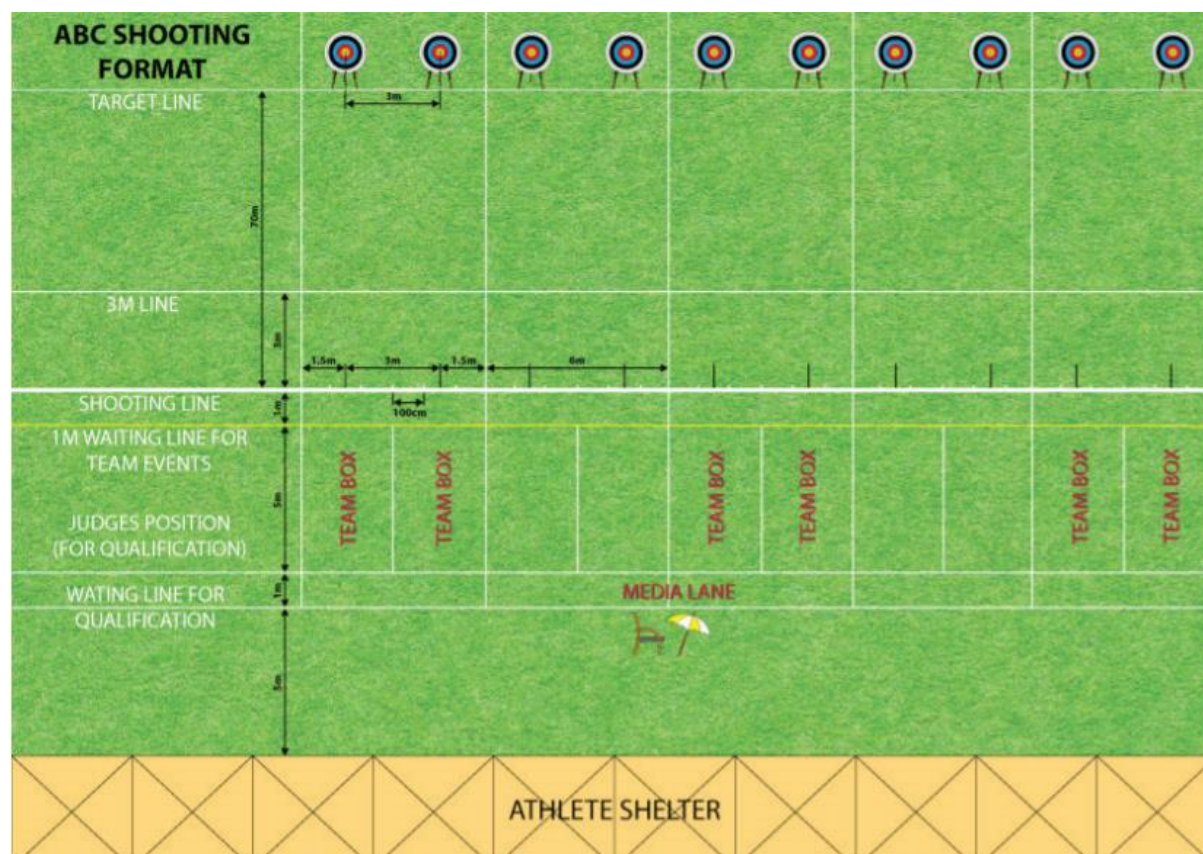 ABC SHOOTING
FORMAT
TARGET LINE
3m
70m
3M LINE
3m
1.5m
3m
1.5m
6m
SHOOTING LINE
1m
100cm
1M WAITING LINE FOR
TEAM EVENTS
5m
TEAM BOX
TEAM BOX
TEAM BOX
TEAM BOX
TEAM BOX
TEAM BOX
JUDGES POSITION
(FOR QUALIFICATION)
WATING LINE FOR
QUALIFICATION
1m
MEDIA LANE
5m
ATHLETE SHELTER